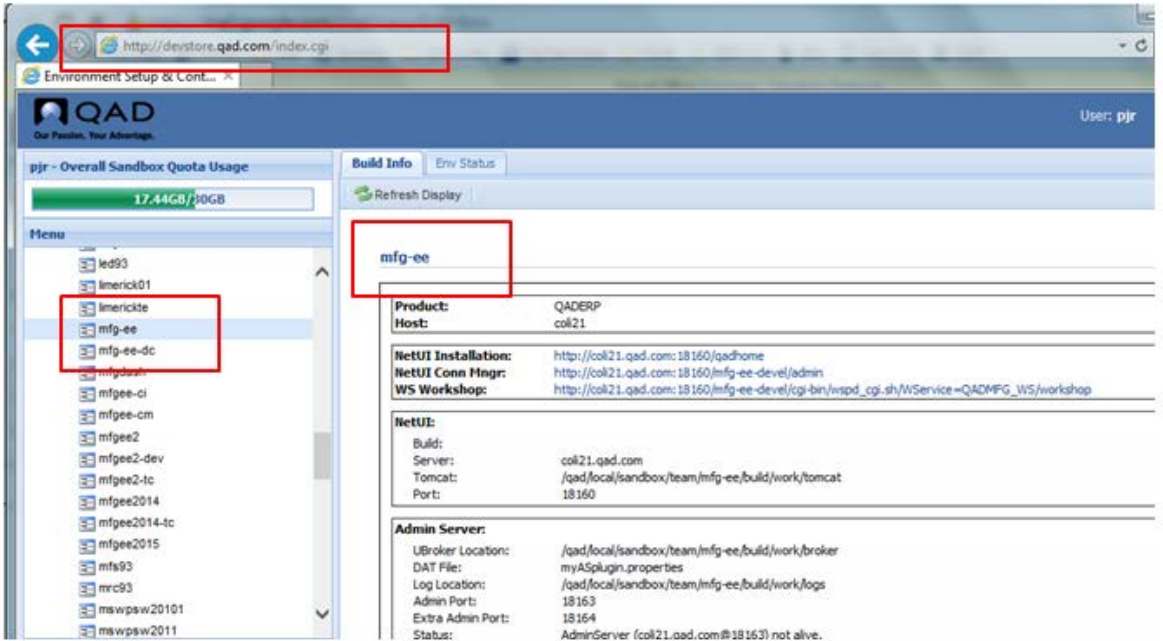 http://devstore.qad.com/index.cgi
Environment Setup & Cont... ×
QAD
Our Passion. Your Advantage.
User: pjr
pjr - Overall Sandbox Quota Usage
17.44GB/30GB
Menu
led93
limerick01
limerickte
mfg-ee
mfg-ee-dc
mfgdash
mfgee-ci
mfgee-cm
mfgee2
mfgee2-dev
mfgee2-tc
mfgee2014
mfgee2014-tc
mfgee2015
mfs93
mrc93
mswpsw20101
mswpsw2011
Build Info Env Status
Refresh Display
mfg-ee
Product: QADERP
Host: coli21
NetUI Installation: http://coli21.qad.com:18160/qadhome
NetUI Conn Mngr: http://coli21.qad.com:18160/mfg-ee-devel/admin
WS Workshop: http://coli21.qad.com:18160/mfg-ee-devel/cgi-bin/wspd_cgi.sh/WService=QADMFG_WS/workshop
NetUI:
Build:
Server: coli21.qad.com
Tomcat: /qad/local/sandbox/team/mfg-ee/build/work/tomcat
Port: 18160
Admin Server:
UBroker Location: /qad/local/sandbox/team/mfg-ee/build/work/broker
DAT File: myASplugin.properties
Log Location: /qad/local/sandbox/team/mfg-ee/build/work/logs
Admin Port: 18163
Extra Admin Port: 18164
Status: AdminServer (coli21.qad.com@18163) not alive.